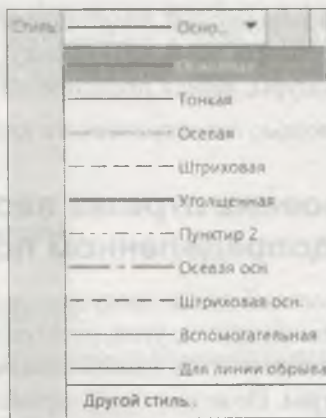 Стиль:
Осно...
Основная
Тонкая
Осевая
Штриховая
Утолщенная
Пунктир 2
Осевая осн.
Штриховая осн.
Вспомогательная
Для линии обрыва
Другой стиль...